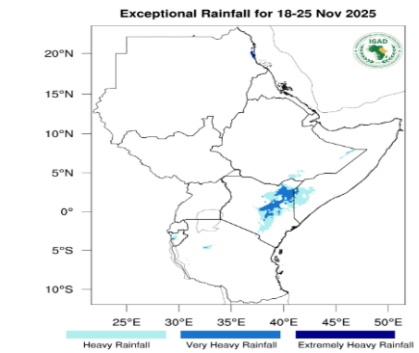 Exceptional Rainfall for 18-25 Nov 2025
IGAD
20°N
15°N
10°N
5°N
0°
5°S
10°S
25°E 30°E 35°E 40°E 45°E 50°E
Heavy Rainfall Very Heavy Rainfall Extremely Heavy Rainfall